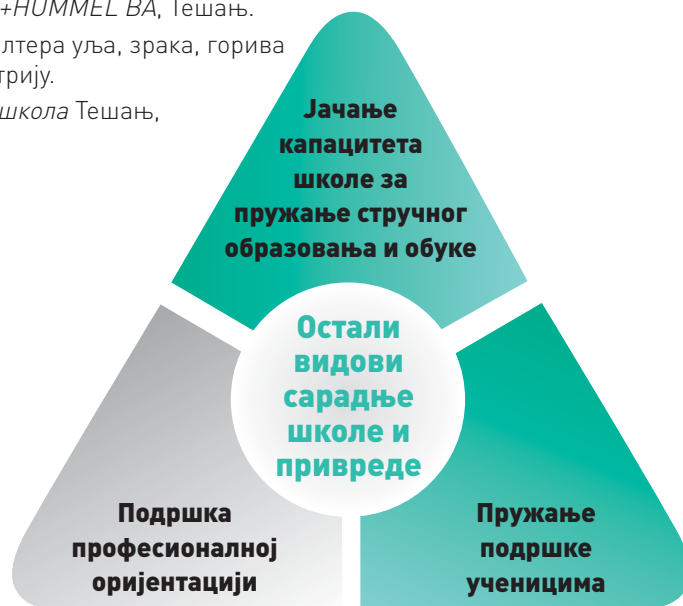 +HUMMEL BA, Тешањ.
лтера уља, зрака, горива
трију.
школа Тешањ,
Јачање
капацитета
школе за
пружање стручног
образовања и обуке
Остали
видови
сарадње
школе и
привреде
Подршка
професионалној
оријентацији
Пружање
подршке
ученицима